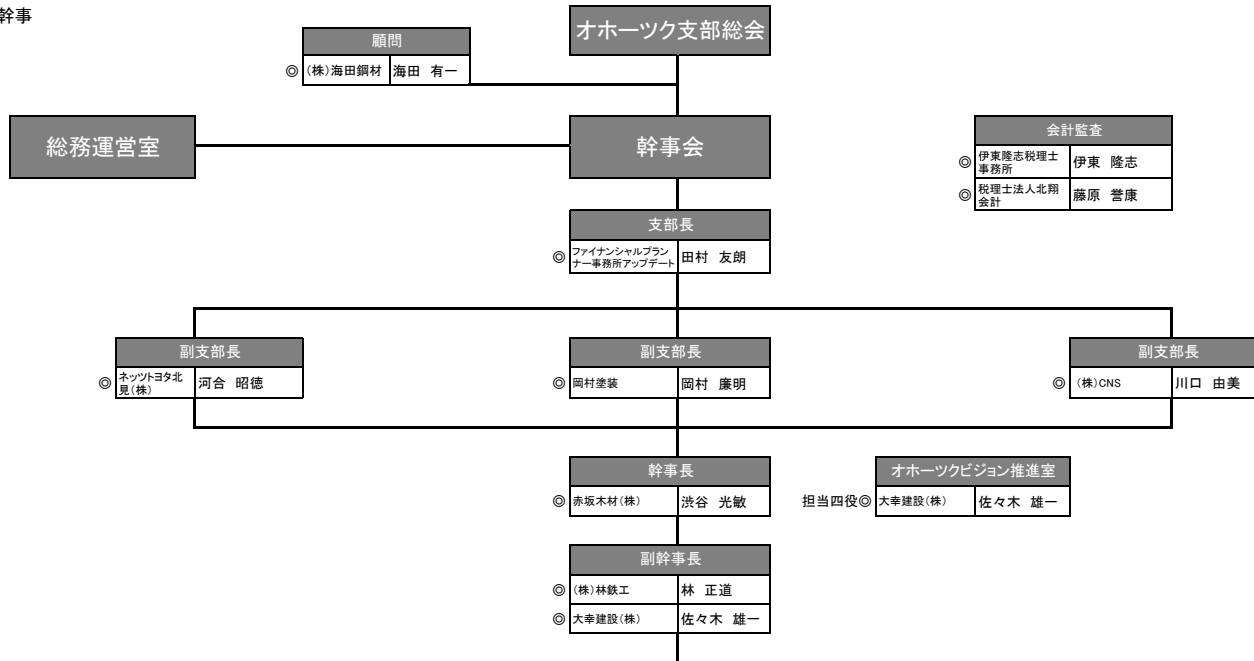 幹事
オホーツク支部総会
顧問
◎ (株)海田鋼材 海田 有一
総務運営室
幹事会
会計監査
◎ 伊東隆志税理士
事務所 伊東 隆志
◎ 税理士法人北翔
会計 藤原 誉康
支部長
◎ ファイナンシャルプラン
ナー事務所アップデート 田村 友朗
副支部長
◎ ネッツトヨタ北
見(株) 河合 昭徳
副支部長
◎ 岡村塗装 岡村 廉明
副支部長
◎ (株)CNS 川口 由美
幹事長
◎ 赤坂木材(株) 渋谷 光敏
オホーツクビジョン推進室
担当四役◎ 大幸建設(株) 佐々木 雄一
副幹事長
◎ (株)林鉄工 林 正道
◎ 大幸建設(株) 佐々木 雄一